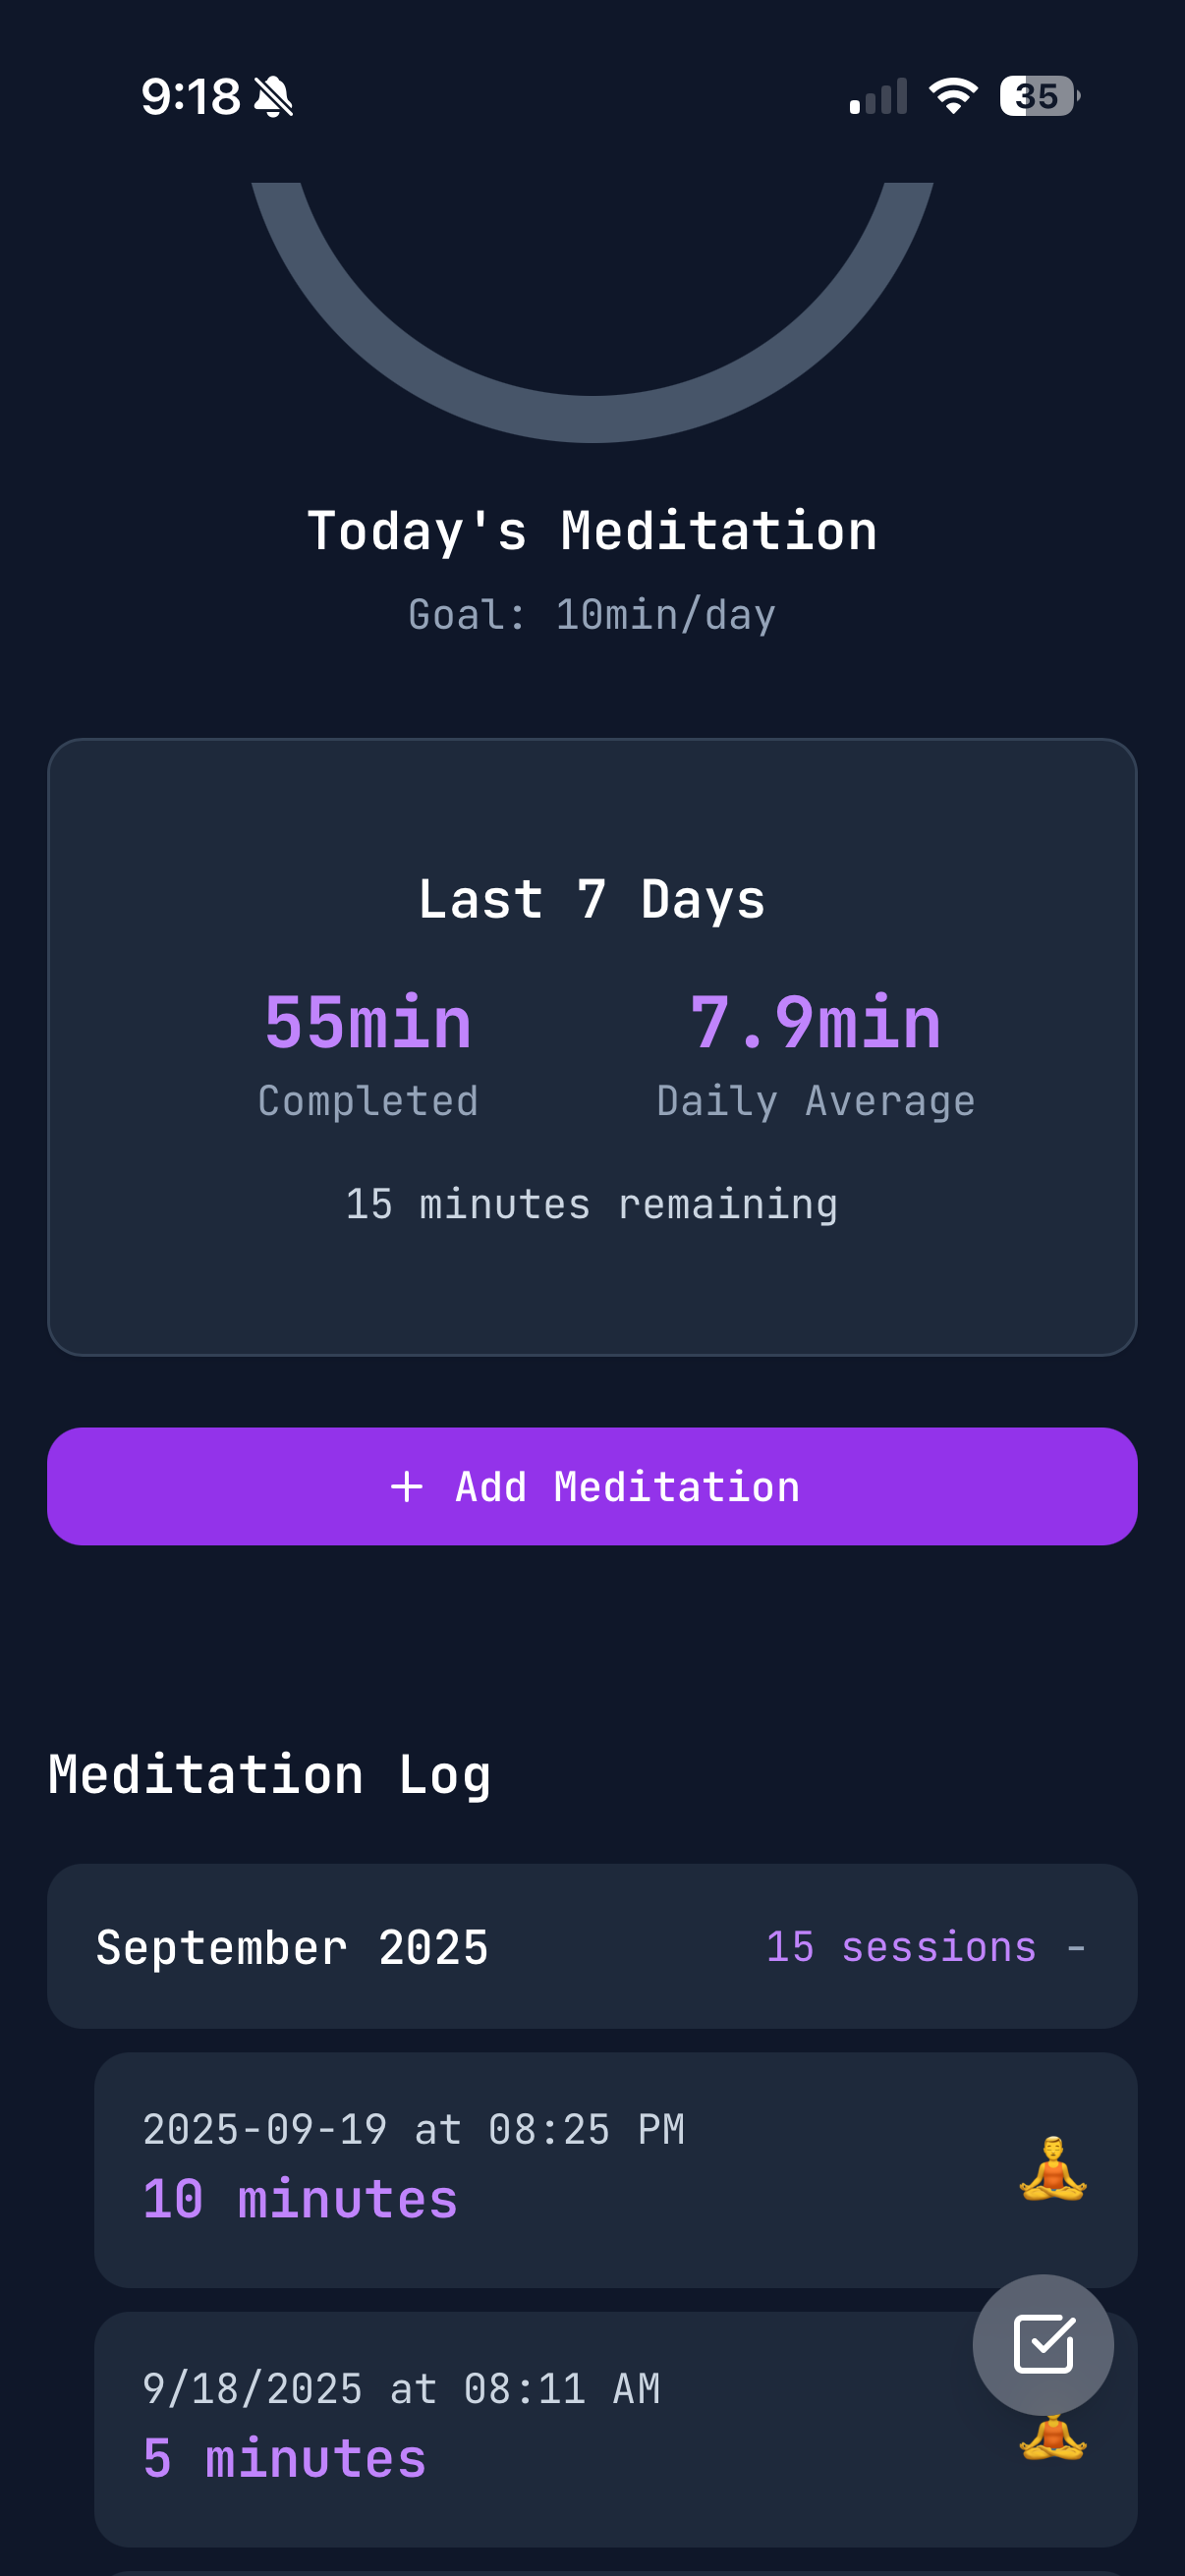 9:18
35
Today's Meditation
Goal: 10min/day
Last 7 Days
55min 7.9min
Completed Daily Average
15 minutes remaining
+ Add Meditation
Meditation Log
September 2025 15 sessions -
2025-09-19 at 08:25 PM
10 minutes
9/18/2025 at 08:11 AM
5 minutes